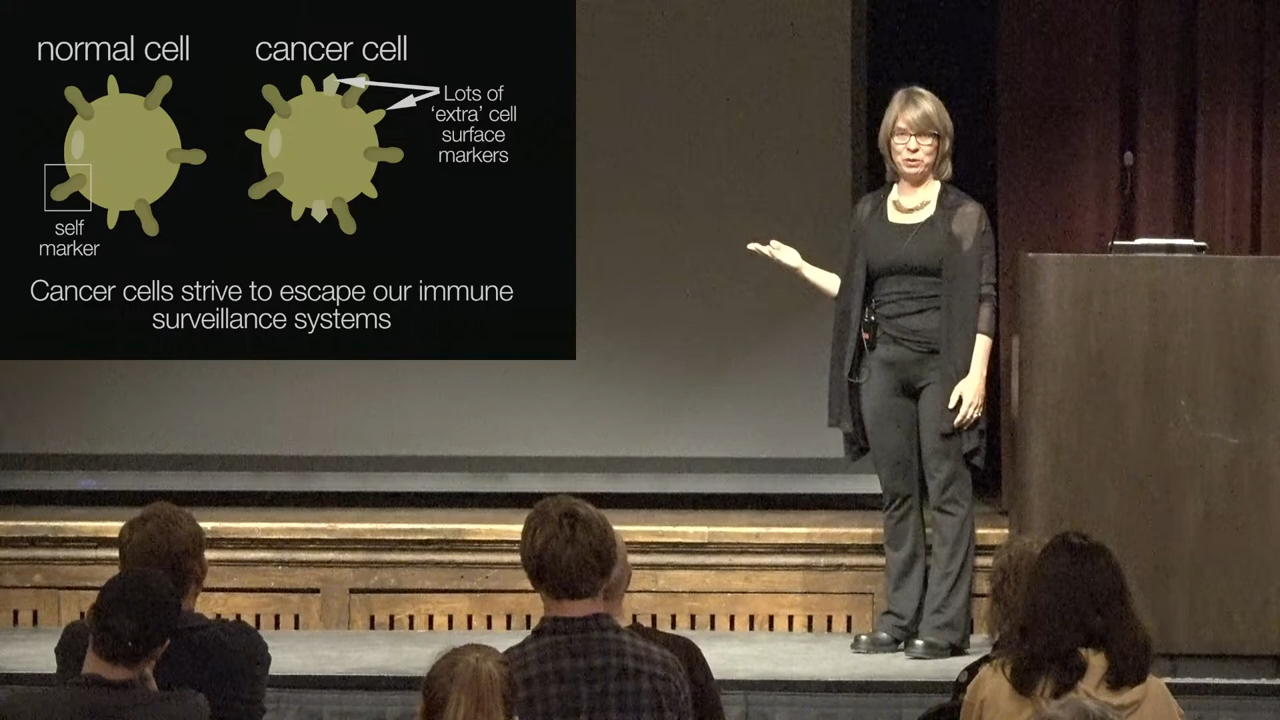 normal cell
cancer cell
Lots of
‘extra’ cell
surface
markers
self
marker
Cancer cells strive to escape our immune
surveillance systems